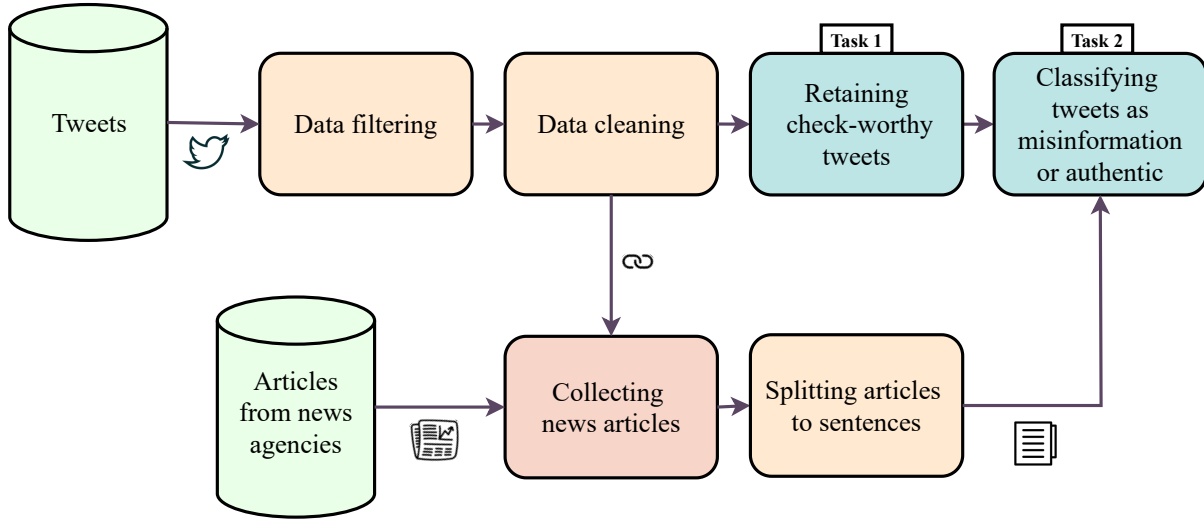 Tweets
Data filtering
Data cleaning
Task 1
Retaining
check-worthy
tweets
Task 2
Classifying
tweets as
misinformation
or authentic
Articles
from news
agencies
Collecting
news articles
Splitting articles
to sentences